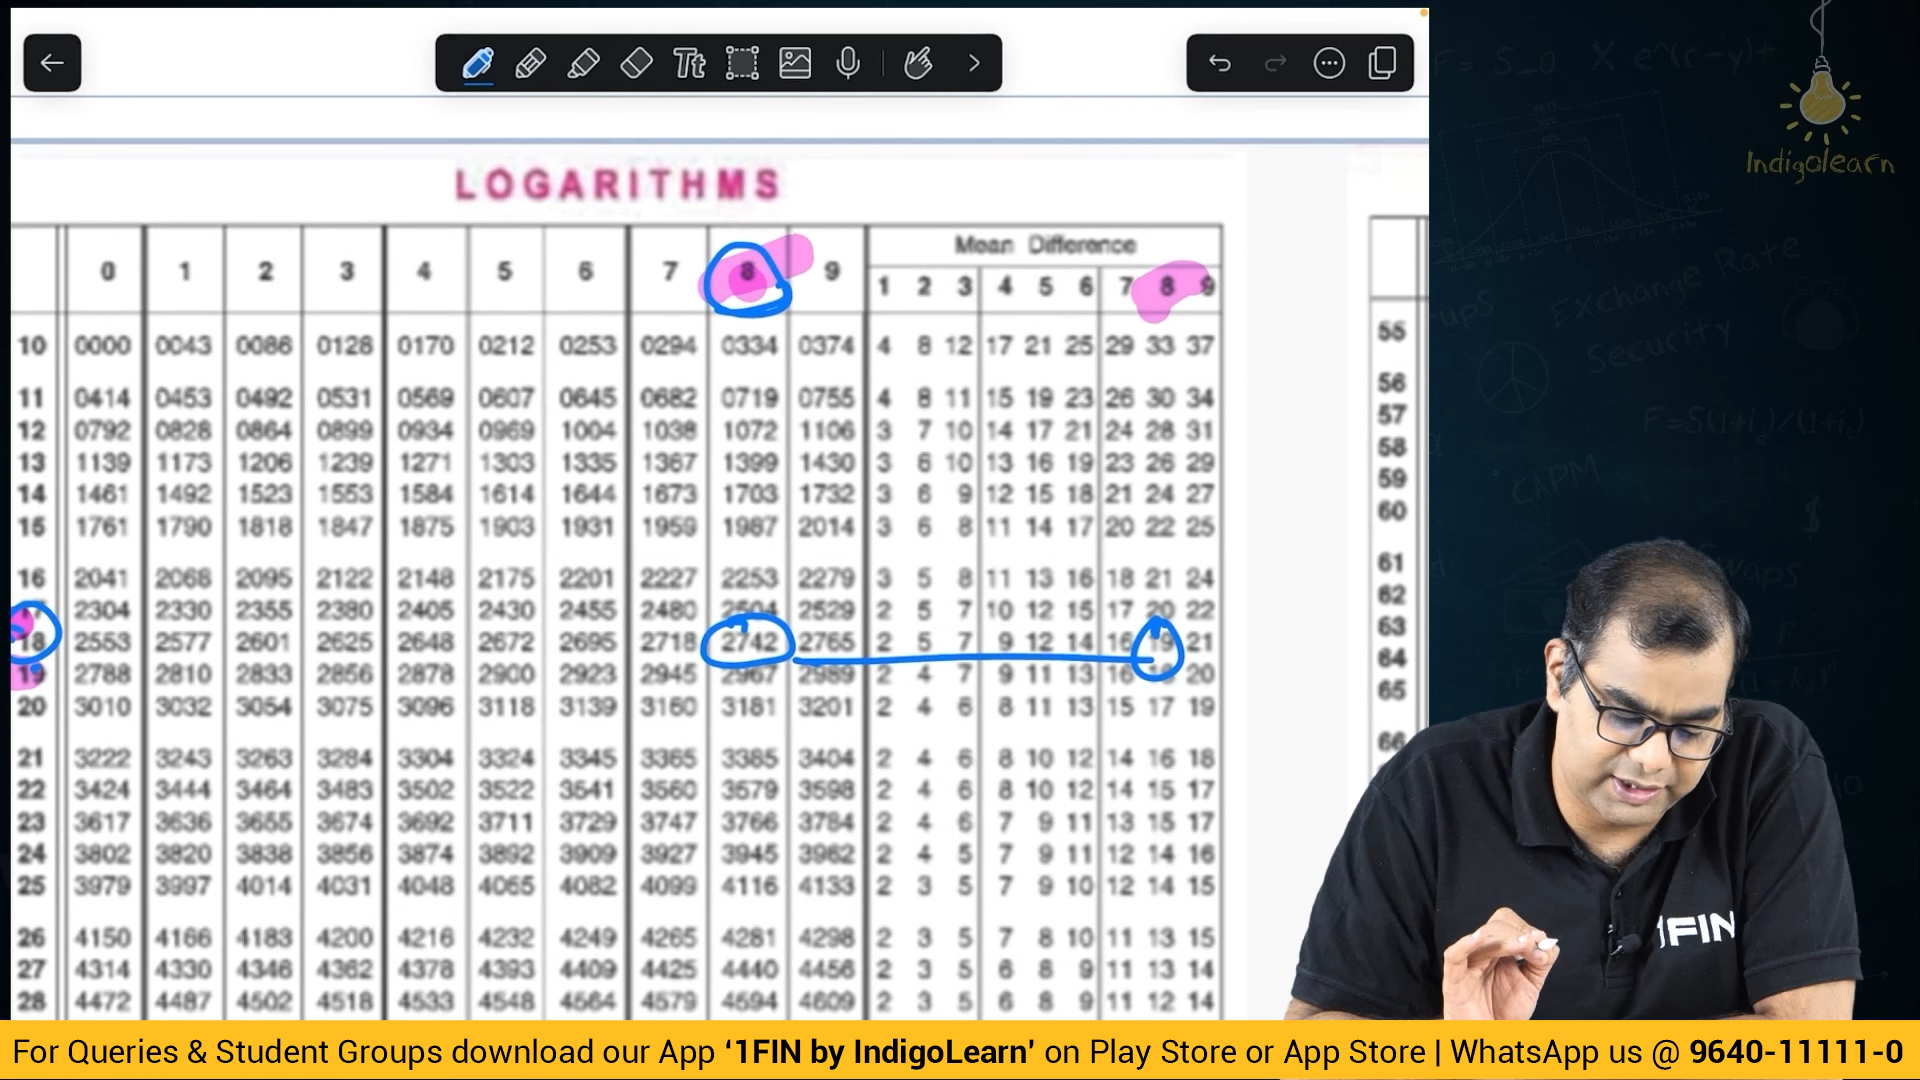 Tt
LOGARITHMS
Mean Difference
0 1 2 3 4 5 6 7 8 9 1 2 3 4 5 6 7 8 9
10 0000 0043 0086 0128 0170 0212 0253 0294 0334 0374 4 8 12 17 21 25 29 33 37
11 0414 0453 0492 0531 0569 0607 0645 0682 0719 0755 4 8 11 15 19 23 26 30 34
12 0792 0828 0864 0899 0934 0969 1004 1038 1072 1106 3 7 10 14 17 21 24 28 31
13 1139 1173 1206 1239 1271 1303 1335 1367 1399 1430 3 6 10 13 16 19 23 26 29
14 1461 1492 1523 1553 1584 1614 1644 1673 1703 1732 3 6 9 12 15 18 21 24 27
15 1761 1790 1818 1847 1875 1903 1931 1959 1987 2014 3 6 8 11 14 17 20 22 25
16 2041 2068 2095 2122 2148 2175 2201 2227 2253 2279 3 5 8 11 13 16 18 21 24
17 2304 2330 2355 2380 2405 2430 2455 2480 2504 2529 2 5 7 10 12 15 17 20 22
18 2553 2577 2601 2625 2648 2672 2695 2718 2742 2765 2 5 7 9 12 14 16 19 21
19 2788 2810 2833 2856 2878 2900 2923 2945 2967 2989 2 4 7 9 11 13 16 18 20
20 3010 3032 3054 3075 3096 3118 3139 3160 3181 3201 2 4 6 8 11 13 15 17 19
21 3222 3243 3263 3284 3304 3324 3345 3365 3385 3404 2 4 6 8 10 12 14 16 18
22 3424 3444 3464 3483 3502 3522 3541 3560 3579 3598 2 4 6 8 10 12 14 15 17
23 3617 3636 3655 3674 3692 3711 3729 3747 3766 3784 2 4 6 7 9 11 13 15 17
24 3802 3820 3838 3856 3874 3892 3909 3927 3945 3962 2 4 5 7 9 11 12 14 16
25 3979 3997 4014 4031 4048 4065 4082 4099 4116 4133 2 3 5 7 9 10 12 14 15
26 4150 4166 4183 4200 4216 4232 4249 4265 4281 4298 2 3 5 7 8 10 11 13 15
27 4314 4330 4346 4362 4378 4393 4409 4425 4440 4456 2 3 5 6 8 9 11 13 14
28 4472 4487 4502 4518 4533 4548 4564 4579 4594 4609 2 3 5 6 8 9 11 12 14
55
56
57
58
59
60
61
62
63
64
65
66
Indigolearn
Exchange Rate
Security
CAPM
$
1FIN
For Queries & Student Groups download our App ‘1FIN by IndigoLearn’ on Play Store or App Store | WhatsApp us @ 9640-11111-0